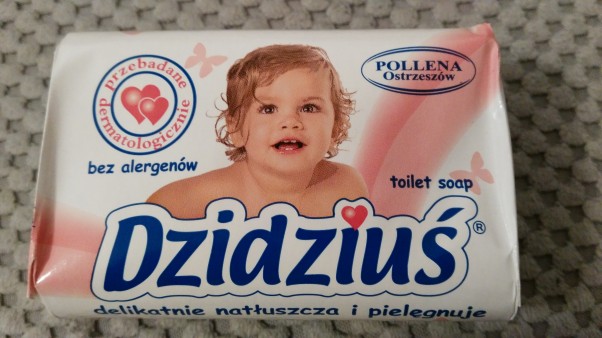 przebadane
dermatologicznie
bez alergenów
POLLENA
Ostrzeszów
toilet soap
Dzidziuś®
delikatnie natłuszcza i pielęgnuje